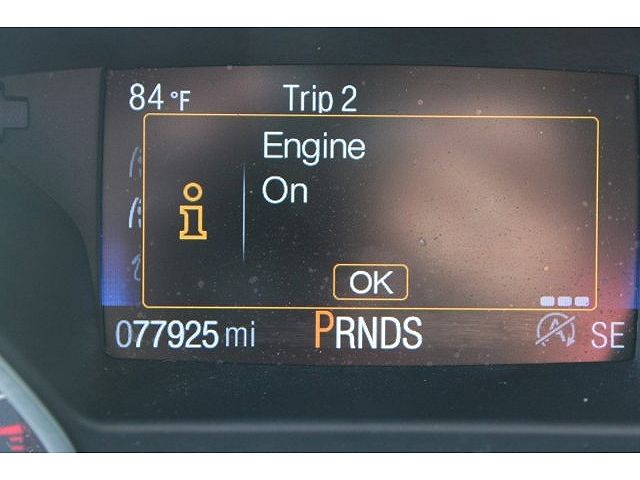 84 °F Trip 2
Engine
On
i
OK
077925 mi PRNDS A SE